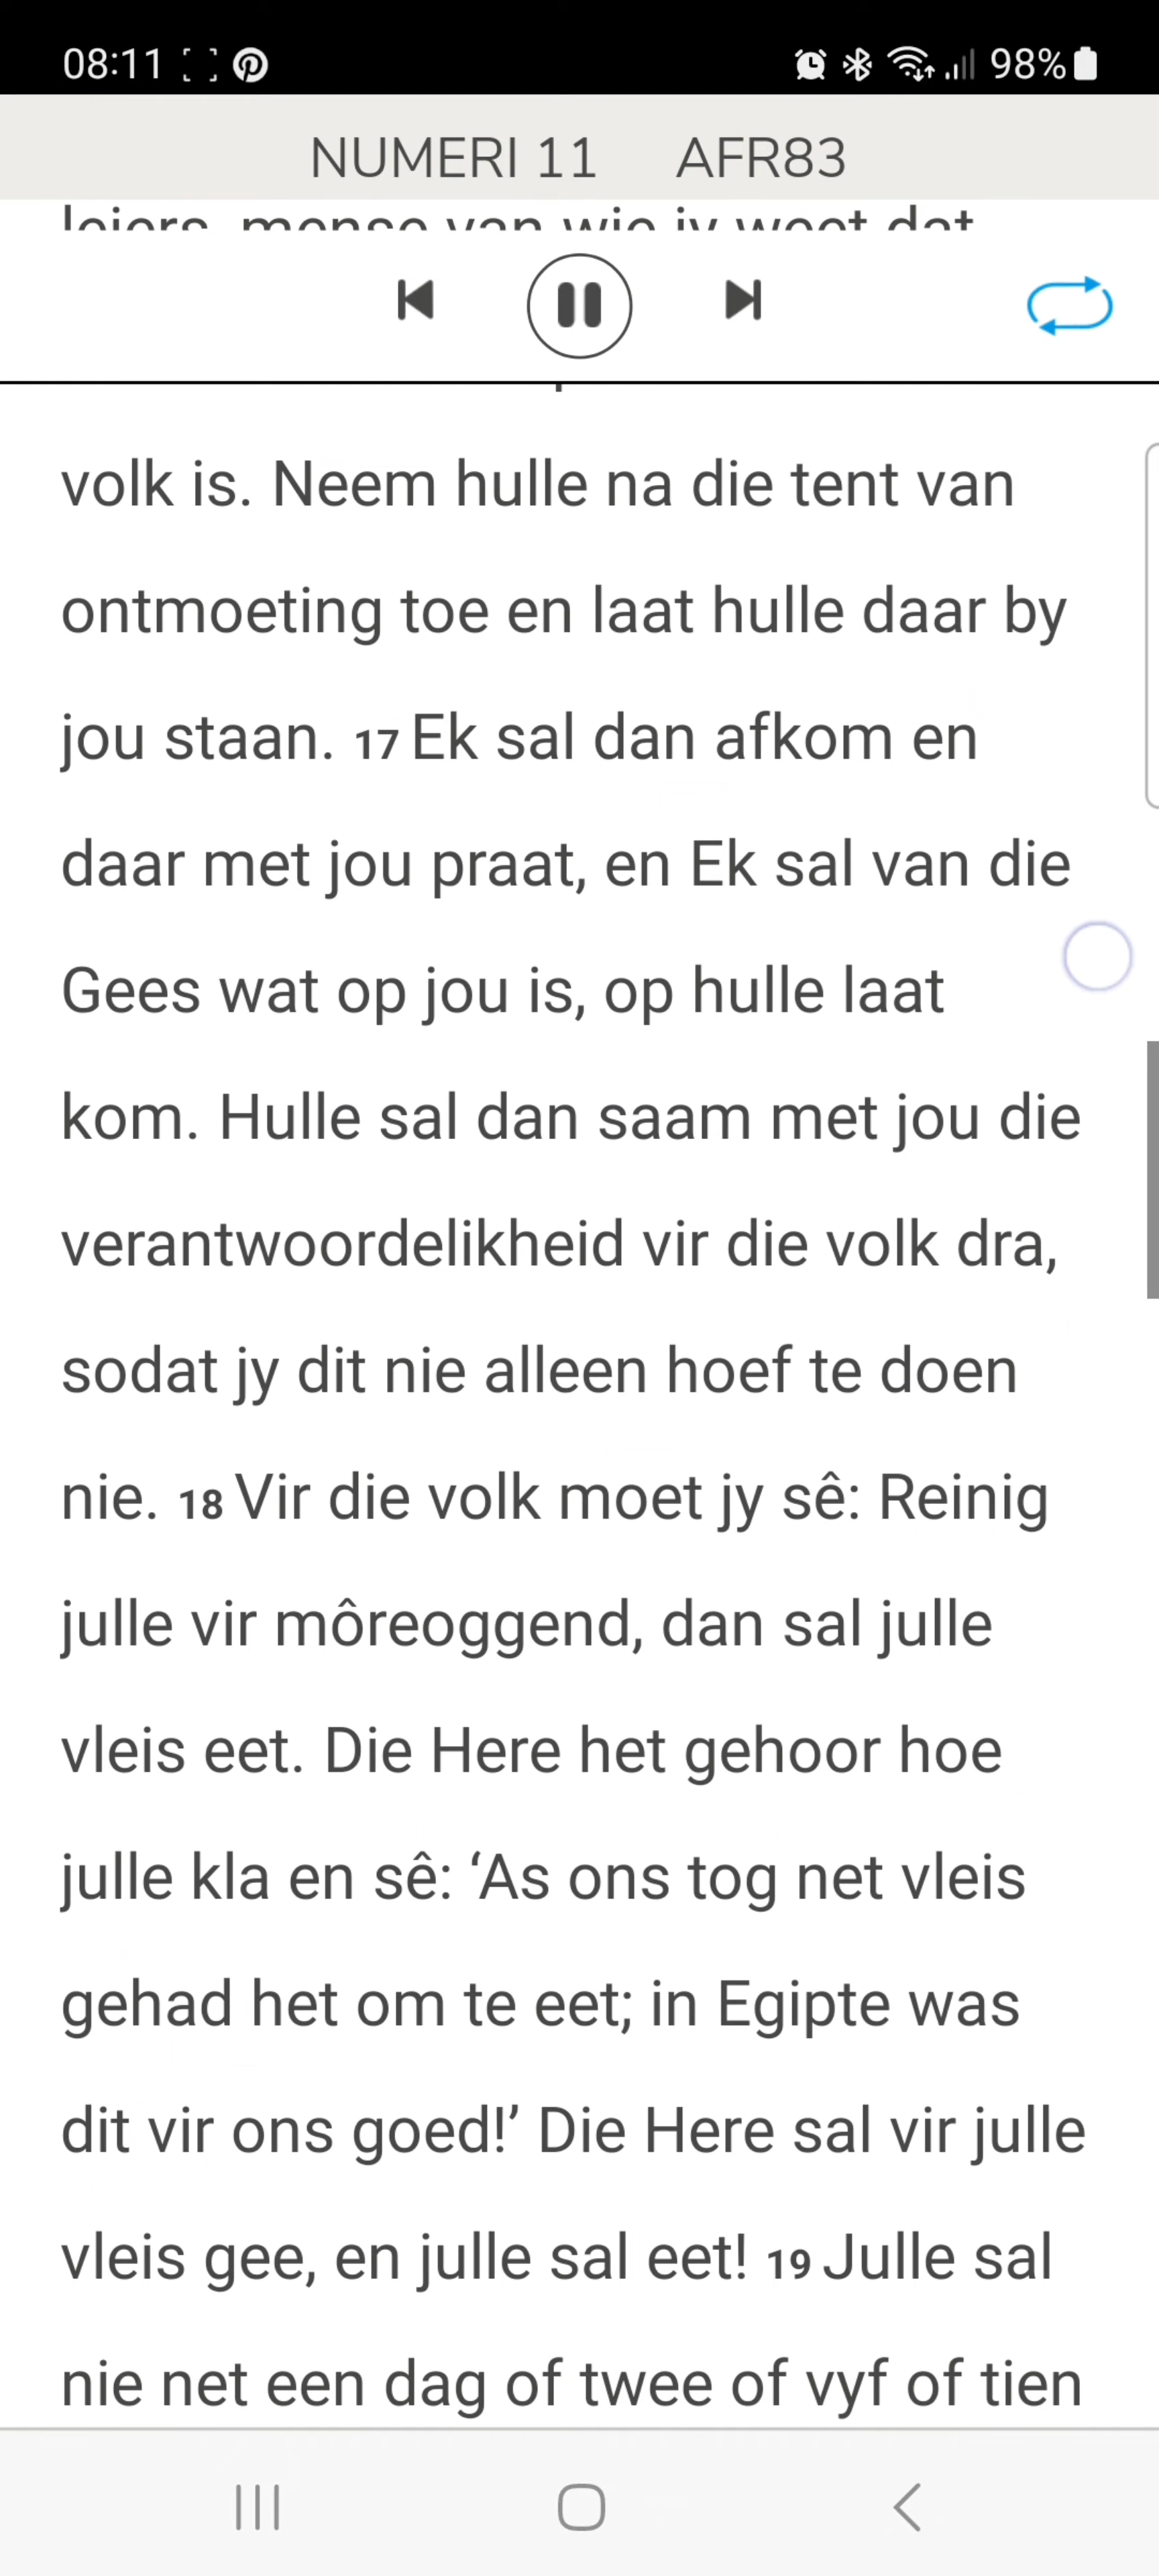 08:11 98%
NUMERI 11 AFR83
leiers, mense van wie jy weet dat
volk is. Neem hulle na die tent van
ontmoeting toe en laat hulle daar by
jou staan. 17 Ek sal dan afkom en
daar met jou praat, en Ek sal van die
Gees wat op jou is, op hulle laat
kom. Hulle sal dan saam met jou die
verantwoordelikheid vir die volk dra,
sodat jy dit nie alleen hoef te doen
nie. 18 Vir die volk moet jy sê: Reinig
julle vir môreoggend, dan sal julle
vleis eet. Die Here het gehoor hoe
julle kla en sê: ‘As ons tog net vleis
gehad het om te eet; in Egipte was
dit vir ons goed!’ Die Here sal vir julle
vleis gee, en julle sal eet! 19 Julle sal
nie net een dag of twee of vyf of tien